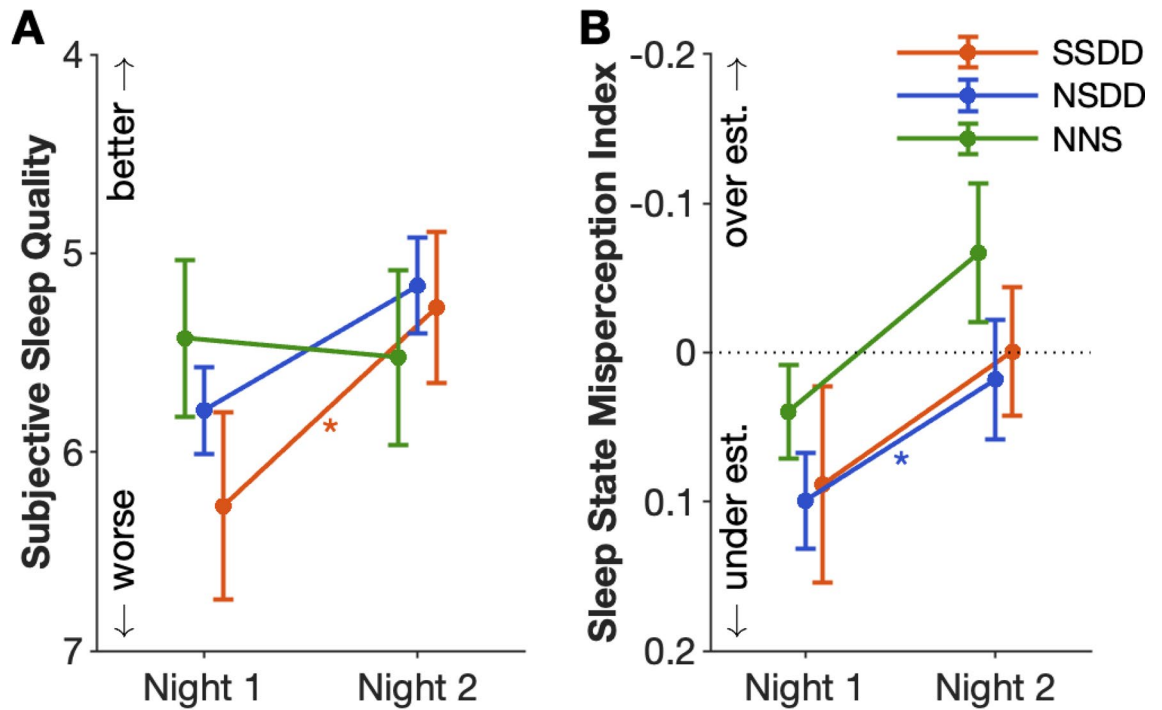 A
Subjective Sleep Quality
4
5
6
7
better →
← worse
*
Night 1
Night 2
B
Sleep State Misperception Index
-0.2
-0.1
0
0.1
0.2
over est. →
← under est.
*
Night 1
Night 2
SSDD
NSDD
NNS